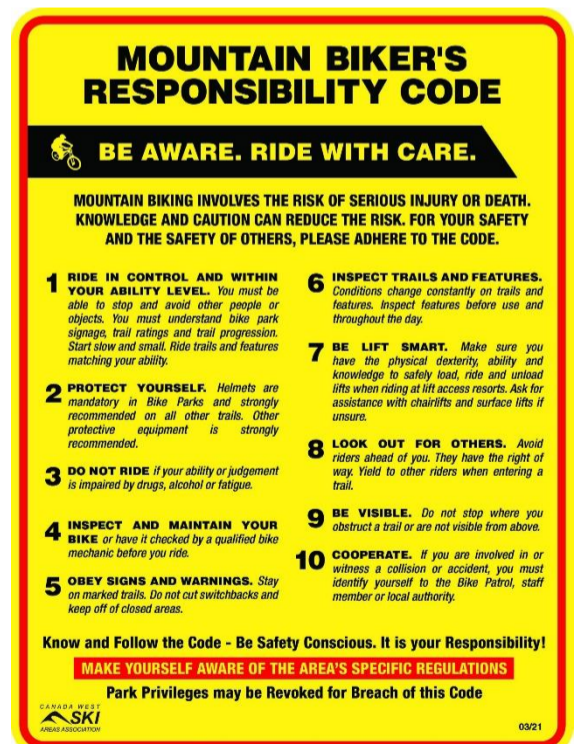 MOUNTAIN BIKER'S
RESPONSIBILITY CODE
BE AWARE. RIDE WITH CARE.
MOUNTAIN BIKING INVOLVES THE RISK OF SERIOUS INJURY OR DEATH.
KNOWLEDGE AND CAUTION CAN REDUCE THE RISK. FOR YOUR SAFETY
AND THE SAFETY OF OTHERS, PLEASE ADHERE TO THE CODE.
1 RIDE IN CONTROL AND WITHIN
YOUR ABILITY LEVEL. You must be
able to stop and avoid other people or
objects. You must understand bike park
signage, trail ratings and trail progression.
Start slow and small. Ride trails and features
matching your ability.
2 PROTECT YOURSELF. Helmets are
mandatory in Bike Parks and strongly
recommended on all other trails. Other
protective equipment is strongly
recommended.
3 DO NOT RIDE if your ability or judgement
is impaired by drugs, alcohol or fatigue.
4 INSPECT AND MAINTAIN YOUR
BIKE or have it checked by a qualified bike
mechanic before you ride.
5 OBEY SIGNS AND WARNINGS. Stay
on marked trails. Do not cut switchbacks and
keep off of closed areas.
6 INSPECT TRAILS AND FEATURES.
Conditions change constantly on trails and
features. Inspect features before use and
throughout the day.
7 BE LIFT SMART. Make sure you
have the physical dexterity, ability and
knowledge to safely load, ride and unload
lifts when riding at lift access resorts. Ask for
assistance with chairlifts and surface lifts if
unsure.
8 LOOK OUT FOR OTHERS. Avoid
riders ahead of you. They have the right of
way. Yield to other riders when entering a
trail.
9 BE VISIBLE. Do not stop where you
obstruct a trail or are not visible from above.
10 COOPERATE. If you are involved in or
witness a collision or accident, you must
identify yourself to the Bike Patrol, staff
member or local authority.
Know and Follow the Code - Be Safety Conscious. It is your Responsibility!
MAKE YOURSELF AWARE OF THE AREA'S SPECIFIC REGULATIONS
Park Privileges may be Revoked for Breach of this Code
CANADA WEST
SKI
AREAS ASSOCIATION
03/21